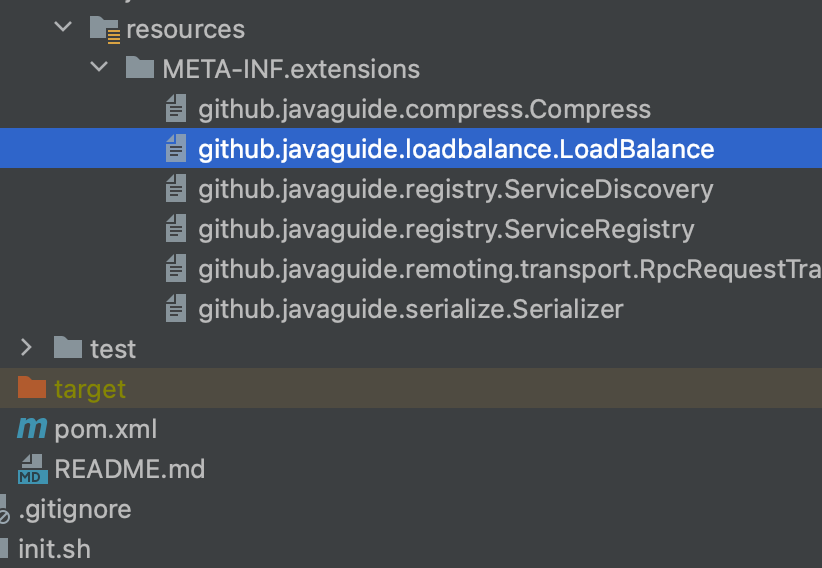 resources
META-INF.extensions
github.javaguide.compress.Compress
github.javaguide.loadbalance.LoadBalance
github.javaguide.registry.ServiceDiscovery
github.javaguide.registry.ServiceRegistry
github.javaguide.remoting.transport.RpcRequestTra
github.javaguide.serialize.Serializer
test
target
m pom.xml
MD README.md
.gitignore
init.sh